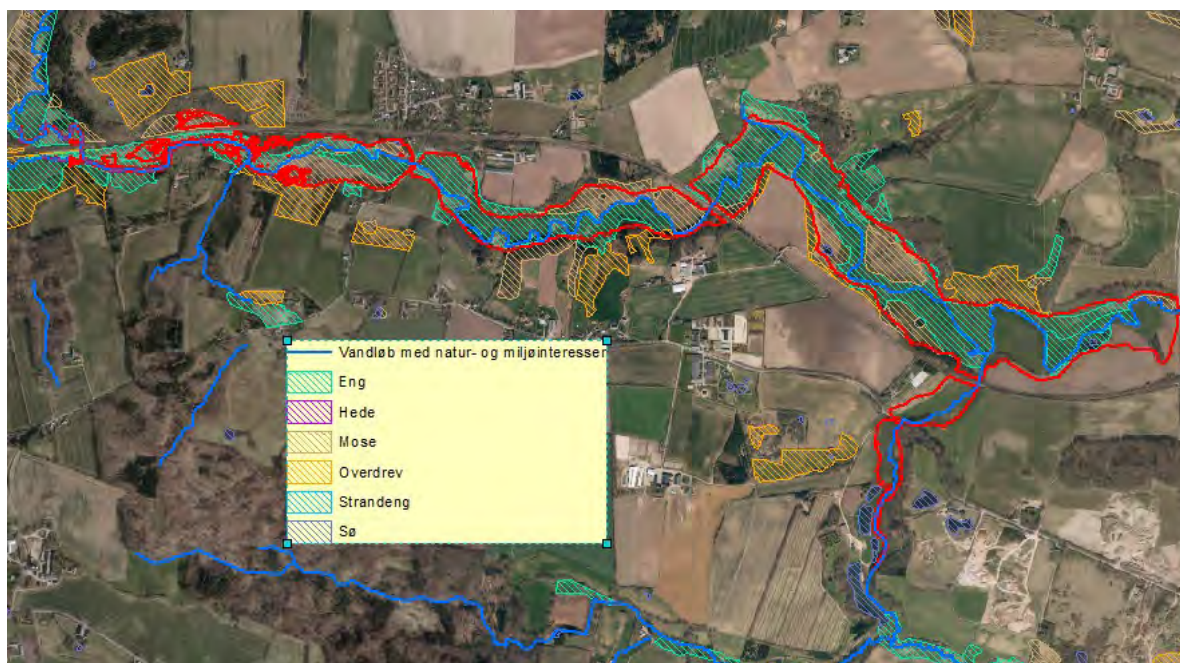 Vandløb med natur- og miljøinteresser
Eng
Hede
Mose
Overdrev
Strandeng
Sø